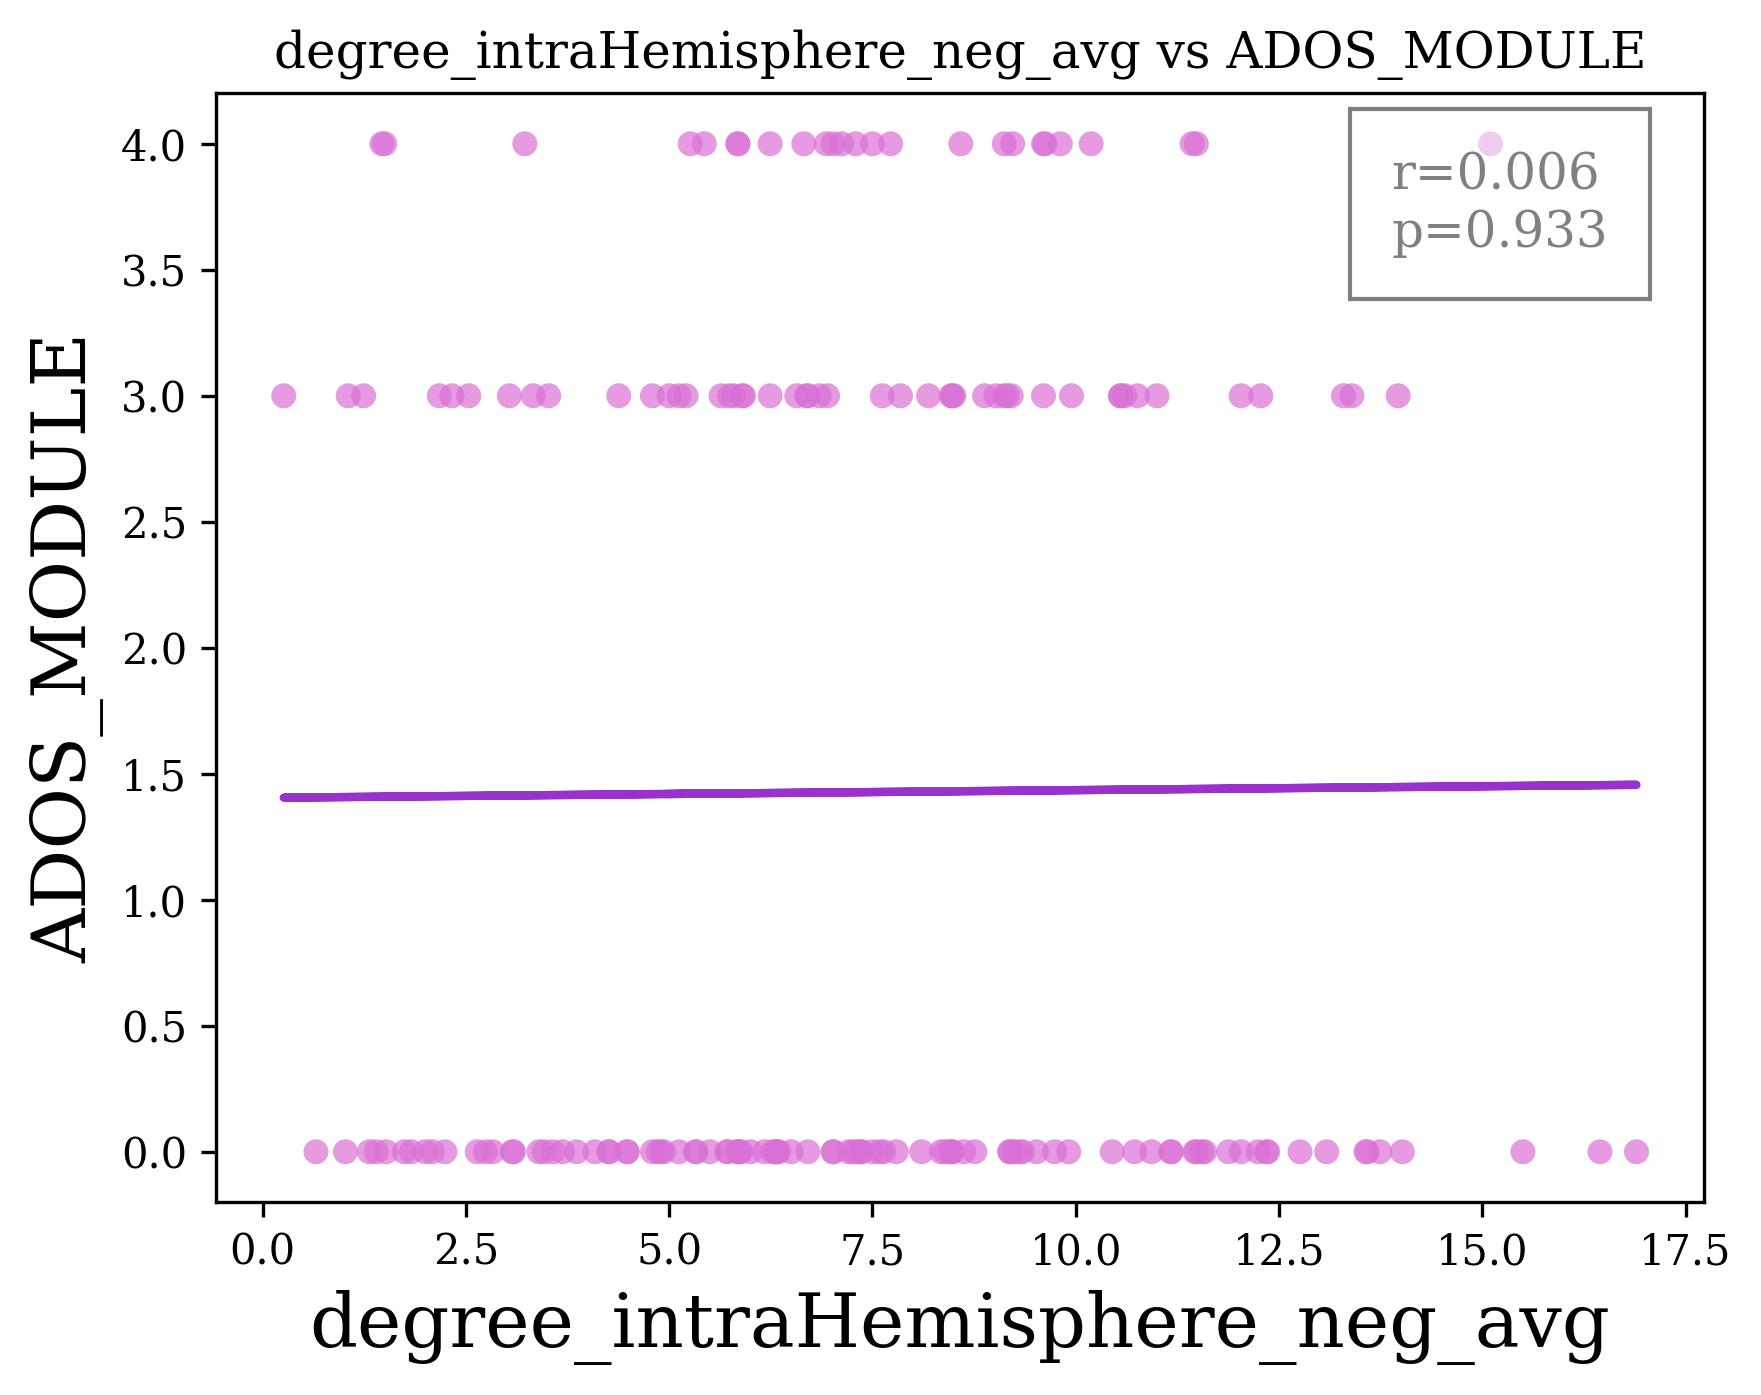 degree_intraHemisphere_neg_avg vs ADOS_MODULE
r=0.006
p=0.933
ADOS_MODULE
4.0
3.5
3.0
2.5
2.0
1.5
1.0
0.5
0.0
0.0 2.5 5.0 7.5 10.0 12.5 15.0 17.5
degree_intraHemisphere_neg_avg